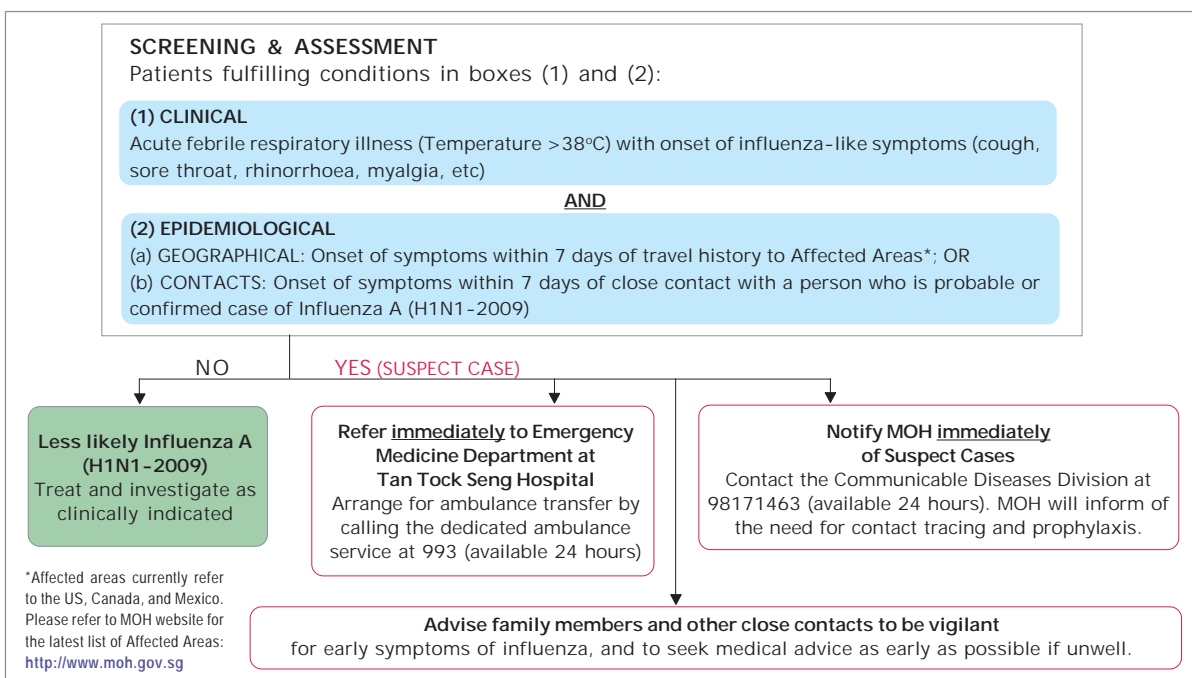 SCREENING & ASSESSMENT
Patients fulfilling conditions in boxes (1) and (2):
(1) CLINICAL
Acute febrile respiratory illness (Temperature >38°C) with onset of influenza-like symptoms (cough,
sore throat, rhinorrhoea, myalgia, etc)
AND
(2) EPIDEMIOLOGICAL
(a) GEOGRAPHICAL: Onset of symptoms within 7 days of travel history to Affected Areas*; OR
(b) CONTACTS: Onset of symptoms within 7 days of close contact with a person who is probable or
confirmed case of Influenza A (H1N1-2009)
NO
YES (SUSPECT CASE)
Less likely Influenza A
(H1N1-2009)
Treat and investigate as
clinically indicated
Refer immediately to Emergency
Medicine Department at
Tan Tock Seng Hospital
Arrange for ambulance transfer by
calling the dedicated ambulance
service at 993 (available 24 hours)
Notify MOH immediately
of Suspect Cases
Contact the Communicable Diseases Division at
98171463 (available 24 hours). MOH will inform of
the need for contact tracing and prophylaxis.
*Affected areas currently refer
to the US, Canada, and Mexico.
Please refer to MOH website for
the latest list of Affected Areas:
http://www.moh.gov.sg
Advise family members and other close contacts to be vigilant
for early symptoms of influenza, and to seek medical advice as early as possible if unwell.